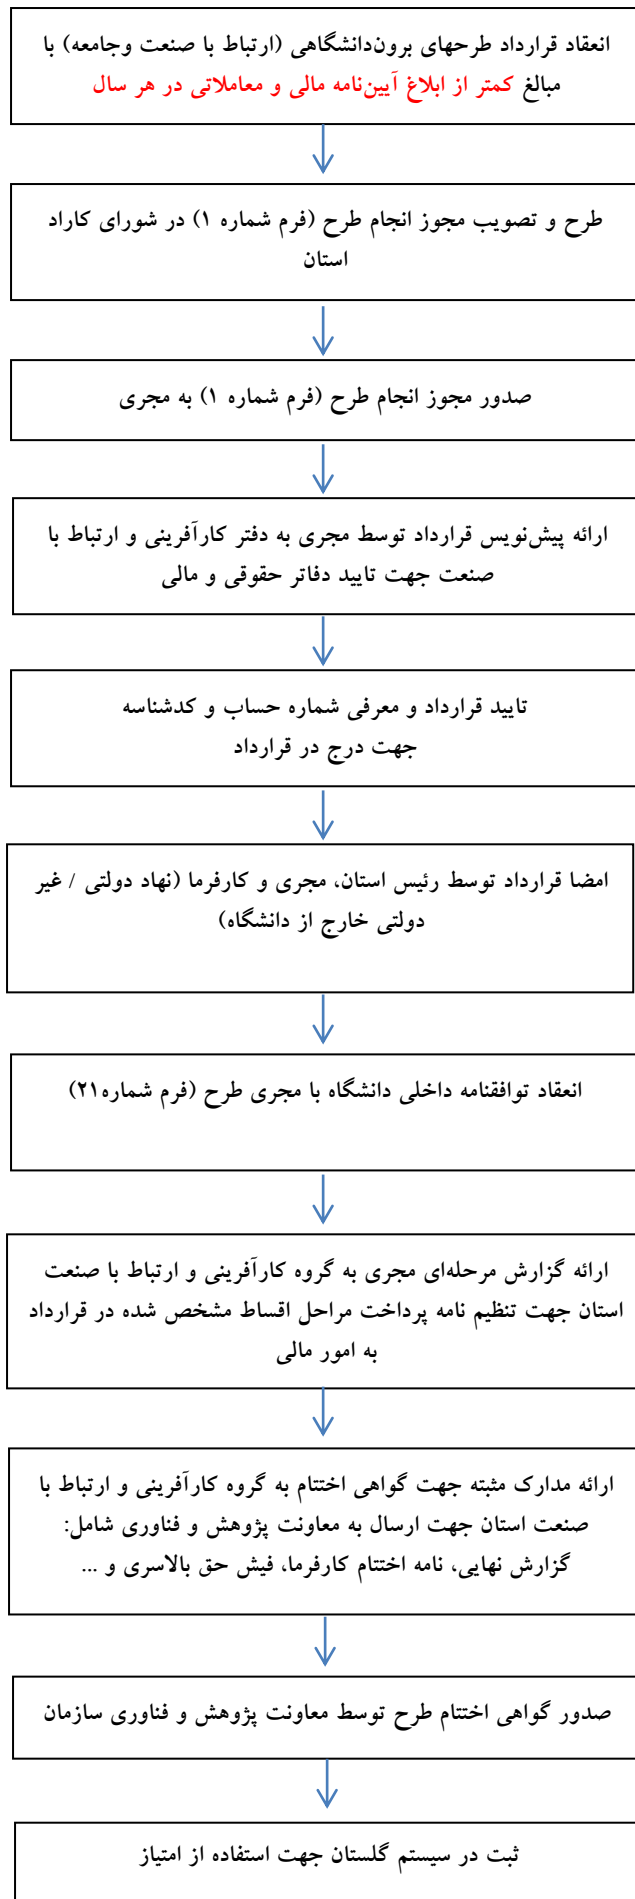 انعقاد قرارداد طرحهای برون‌دانشگاهی (ارتباط با صنعت وجامعه) با
مبالغ کمتر از ابلاغ آیین‌نامه مالی و معاملاتی در هر سال
طرح و تصویب مجوز انجام طرح (فرم شماره ۱) در شورای کاراد
استان
صدور مجوز انجام طرح (فرم شماره ۱) به مجری
ارائه پیش‌نویس قرارداد توسط مجری به دفتر کارآفرینی و ارتباط با
صنعت جهت تایید دفاتر حقوقی و مالی
تایید قرارداد و معرفی شماره حساب و کدشناسه
جهت درج در قرارداد
امضا قرارداد توسط رئیس استان، مجری و کارفرما (نهاد دولتی / غیر
دولتی خارج از دانشگاه)
انعقاد توافقنامه داخلی دانشگاه با مجری طرح (فرم شماره۲۱)
ارائه گزارش مرحله‌ای مجری به گروه کارآفرینی و ارتباط با صنعت
استان جهت تنظیم نامه پرداخت مراحل اقساط مشخص شده در قرارداد
به امور مالی
ارائه مدارک مثبته جهت گواهی اختتام به گروه کارآفرینی و ارتباط با
صنعت استان جهت ارسال به معاونت پژوهش و فناوری شامل:
گزارش نهایی، نامه اختتام کارفرما، فیش حق بالاسری و ...
صدور گواهی اختتام طرح توسط معاونت پژوهش و فناوری سازمان
ثبت در سیستم گلستان جهت استفاده از امتیاز